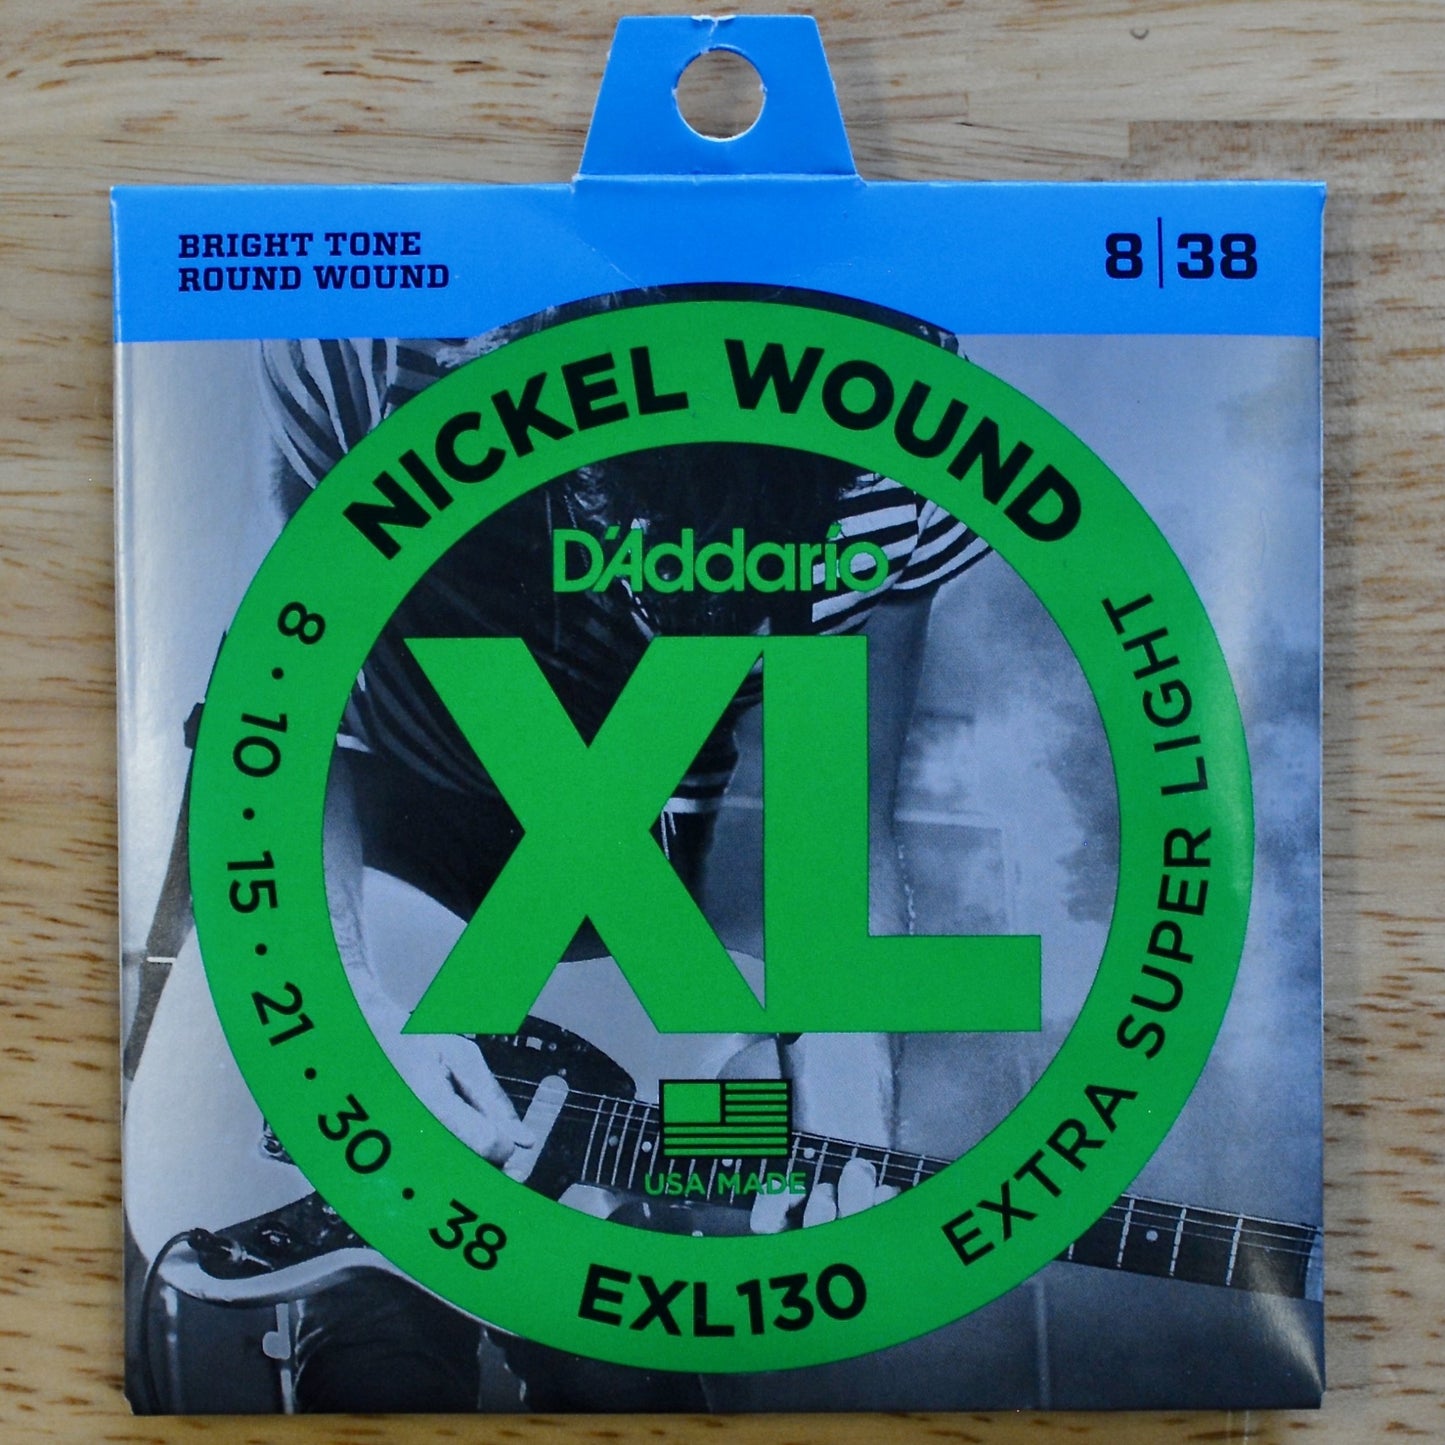 BRIGHT TONE
ROUND WOUND
8|38
NICKEL WOUND
D'Addario
XL
USA MADE
8 · 10 · 15 · 21 · 30 · 38
EXL130
EXTRA SUPER LIGHT